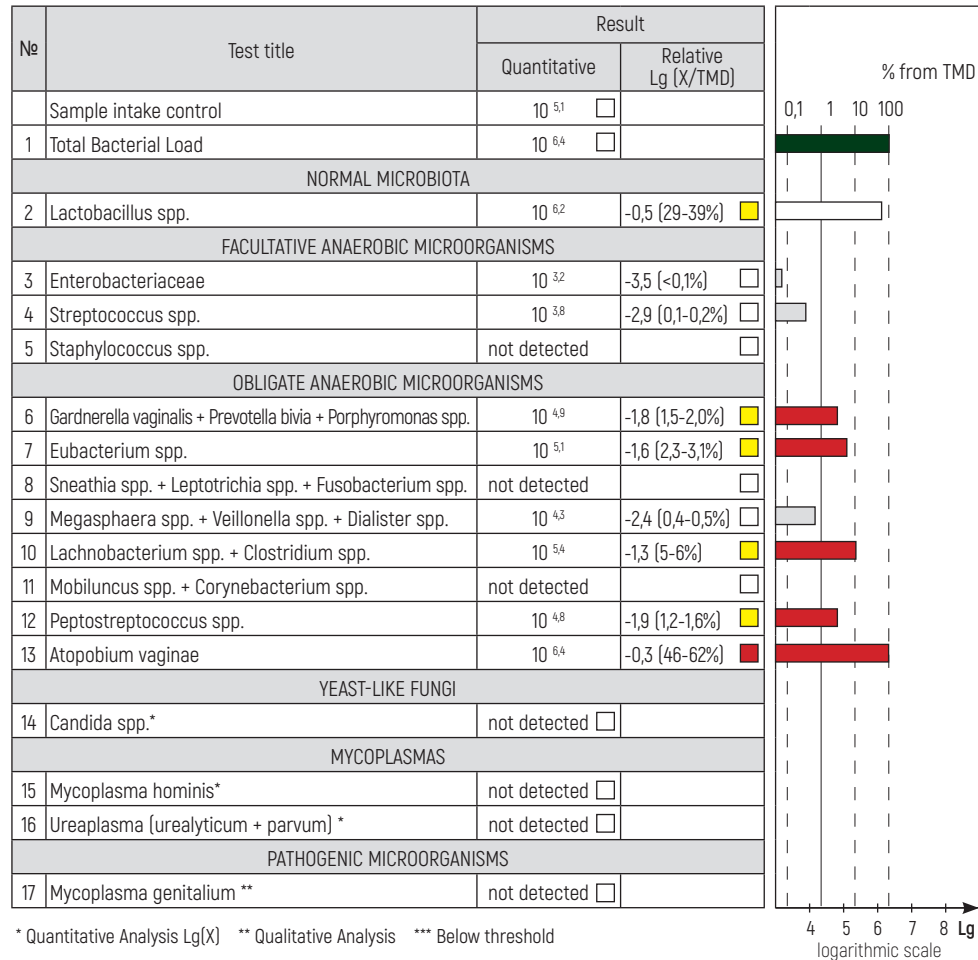 № Test title Result
Quantitative Relative Lg (X/TMD)
% from TMD
Sample intake control 10 5,1
0,1 1 10 100
1 Total Bacterial Load 10 6,4
NORMAL MICROBIOTA
2 Lactobacillus spp. 10 6,2 -0,5 (29-39%)
FACULTATIVE ANAEROBIC MICROORGANISMS
3 Enterobacteriaceae 10 3,2 -3,5 (<0,1%)
4 Streptococcus spp. 10 3,8 -2,9 (0,1-0,2%)
5 Staphylococcus spp. not detected
OBLIGATE ANAEROBIC MICROORGANISMS
6 Gardnerella vaginalis + Prevotella bivia + Porphyromonas spp. 10 4,9 -1,8 (1,5-2,0%)
7 Eubacterium spp. 10 5,1 -1,6 (2,3-3,1%)
8 Sneathia spp. + Leptotrichia spp. + Fusobacterium spp. not detected
9 Megasphaera spp. + Veillonella spp. + Dialister spp. 10 4,3 -2,4 (0,4-0,5%)
10 Lachnobacterium spp. + Clostridium spp. 10 5,4 -1,3 (5-6%)
11 Mobiluncus spp. + Corynebacterium spp. not detected
12 Peptostreptococcus spp. 10 4,8 -1,9 (1,2-1,6%)
13 Atopobium vaginae 10 6,4 -0,3 (46-62%)
YEAST-LIKE FUNGI
14 Candida spp.* not detected
MYCOPLASMAS
15 Mycoplasma hominis* not detected
16 Ureaplasma (urealyticum + parvum) * not detected
PATHOGENIC MICROORGANISMS
17 Mycoplasma genitalium ** not detected
4 5 6 7 8 Lg
logarithmic scale
* Quantitative Analysis Lg(X) ** Qualitative Analysis *** Below threshold